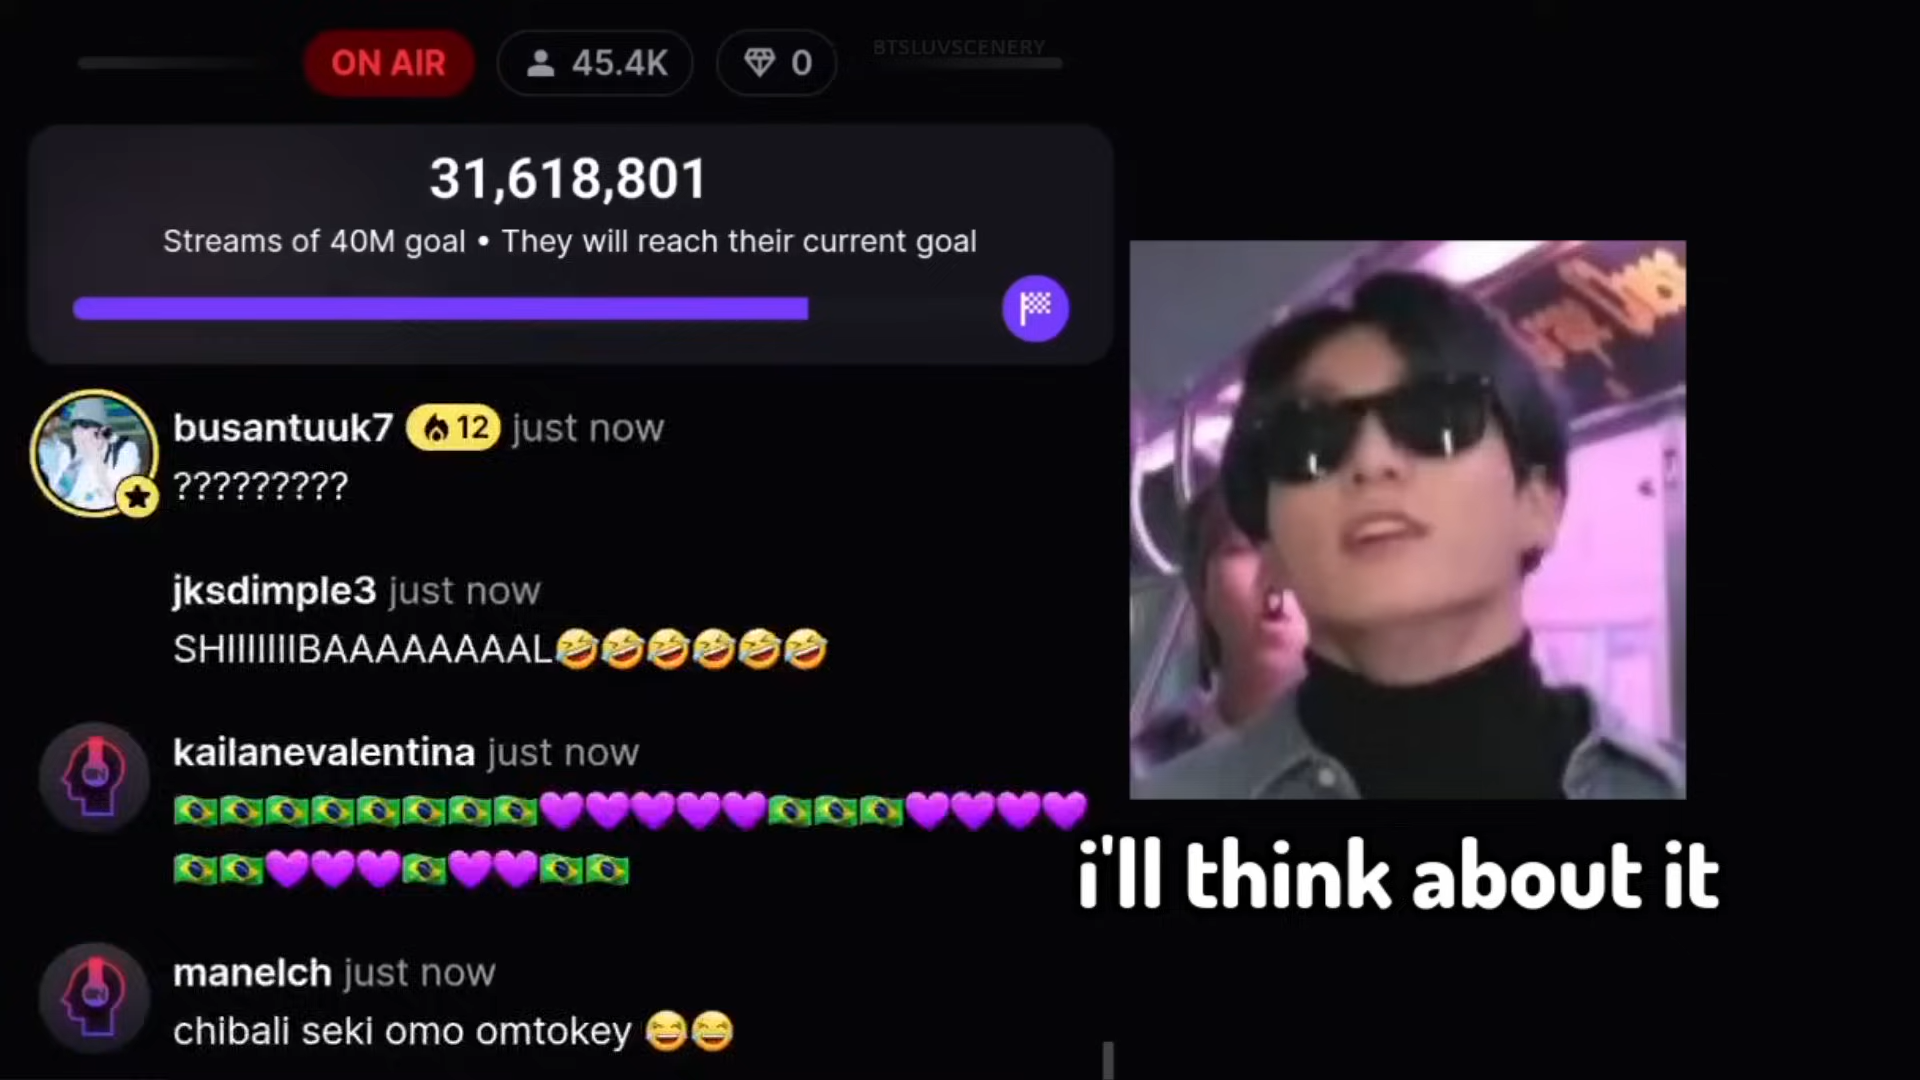 ON AIR
45.4K
0
BTSLUVSCENERY
31,618,801
Streams of 40M goal • They will reach their current goal
busantuuk7 12 just now
?????????
jksdimple3 just now
SHIIIIIIIBAAAAAAAAL🤣🤣🤣🤣🤣🤣
kailanevalentina just now
🇧🇷🇧🇷🇧🇷🇧🇷🇧🇷🇧🇷🇧🇷🇧🇷💜💜💜💜💜🇧🇷🇧🇷🇧🇷💜💜💜💜
🇧🇷🇧🇷💜💜💜🇧🇷💜💜🇧🇷🇧🇷
manelch just now
chibali seki omo omtokey 😂😂
i'll think about it